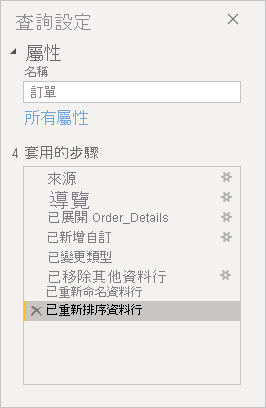 查詢設定
屬性
名稱
訂單
所有屬性
4 套用的步驟
來源
導覽
已展開 Order_Details
已新增自訂
已變更類型
已移除其他資料行
已重新命名資料行
已重新排序資料行